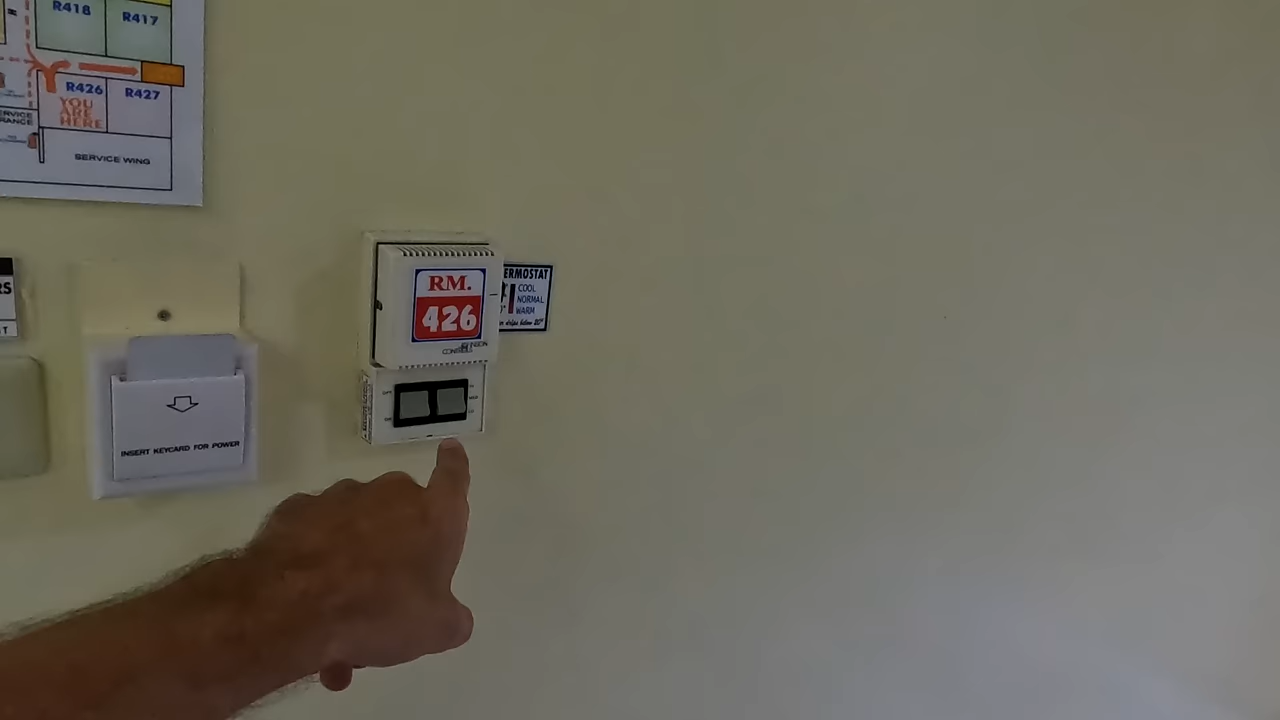 R418
R417
R426
R427
YOU
ARE
HERE
SERVICE WING
RM.
426
ERMOSTAT
COOL
NORMAL
WARM
INSERT KEYCARD FOR POWER